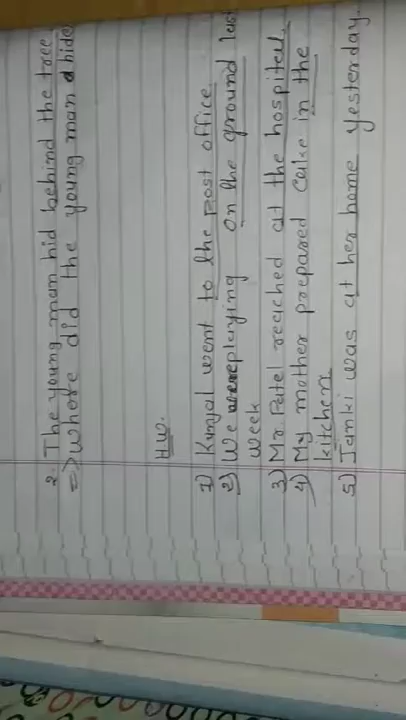 2. The young man hid behind the tree
=> where did the young man hide
H.W.
1) Kunjal went to the post office
2) We were playing on the ground last
week
3) Mr. Patel reached at the hospital.
4) My mother prepared cake in the
kitchen
5) Janki was at her home yesterday.